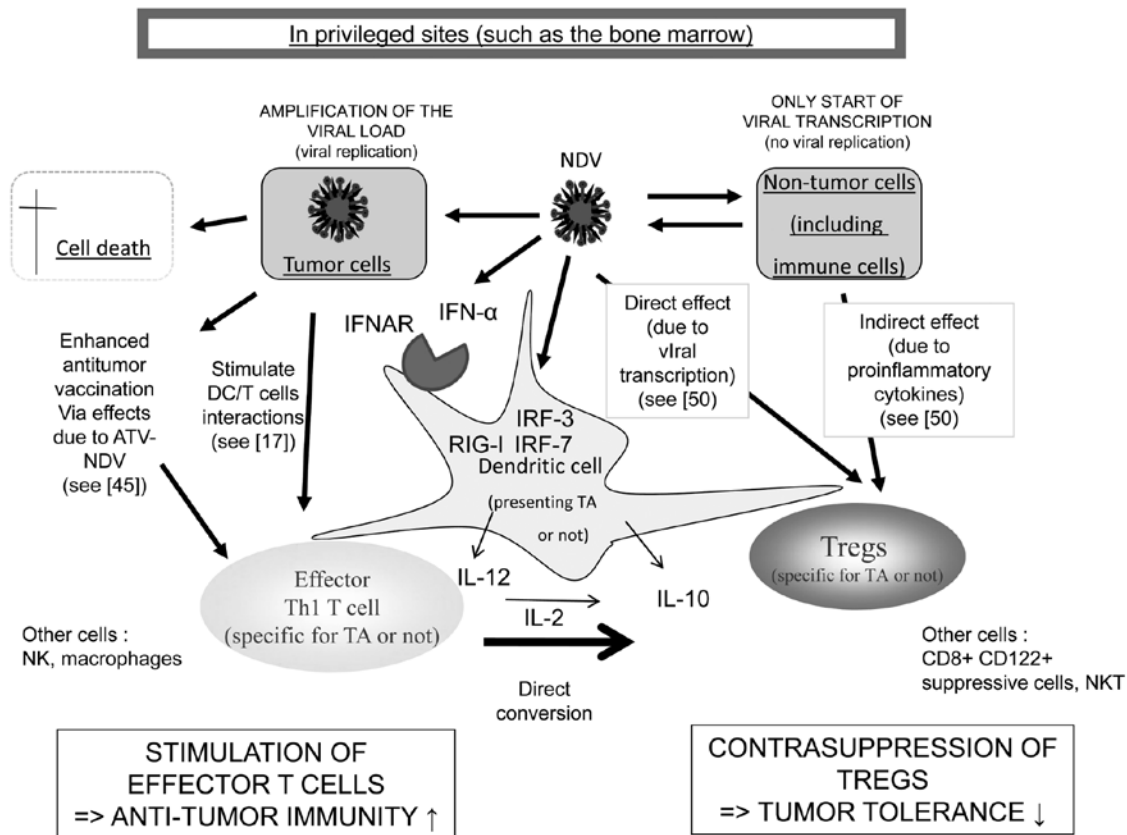 In privileged sites (such as the bone marrow)
AMPLIFICATION OF THE
VIRAL LOAD
(viral replication)
ONLY START OF
VIRAL TRANSCRIPTION
(no viral replication)
NDV
Cell death
Tumor cells
Non-tumor cells
(including
immune cells)
IFNAR
IFN-α
Enhanced
antitumor
vaccination
Via effects
due to ATV-
NDV
(see [45])
Stimulate
DC/T cells
interactions
(see [17])
Direct effect
(due to
vIral
transcription)
(see [50)
Indirect effect
(due to
proinflammatory
cytokines)
(see [50)
IRF-3
RIG-I IRF-7
Dendritic cell
(presenting TA
or not)
Effector
Th1 T cell
(specific for TA or not)
IL-12
IL-2
IL-10
Tregs
(specific for TA or not)
Other cells :
NK, macrophages
Direct
conversion
Other cells :
CD8+ CD122+
suppressive cells, NKT
STIMULATION OF
EFFECTOR T CELLS
=> ANTI-TUMOR IMMUNITY ↑
CONTRASUPPRESSION OF
TREGS
=> TUMOR TOLERANCE ↓